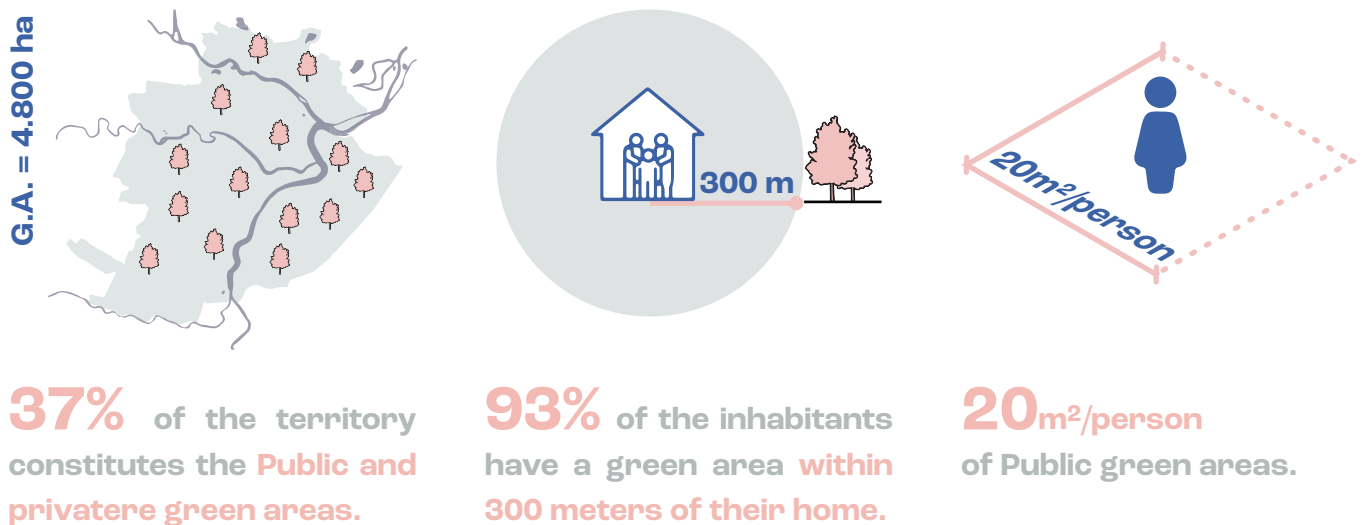 G.A. = 4.800 ha
300 m
20m²/person
37% of the territory
constitutes the Public and
privatere green areas.
93% of the inhabitants
have a green area within
300 meters of their home.
20m²/person
of Public green areas.